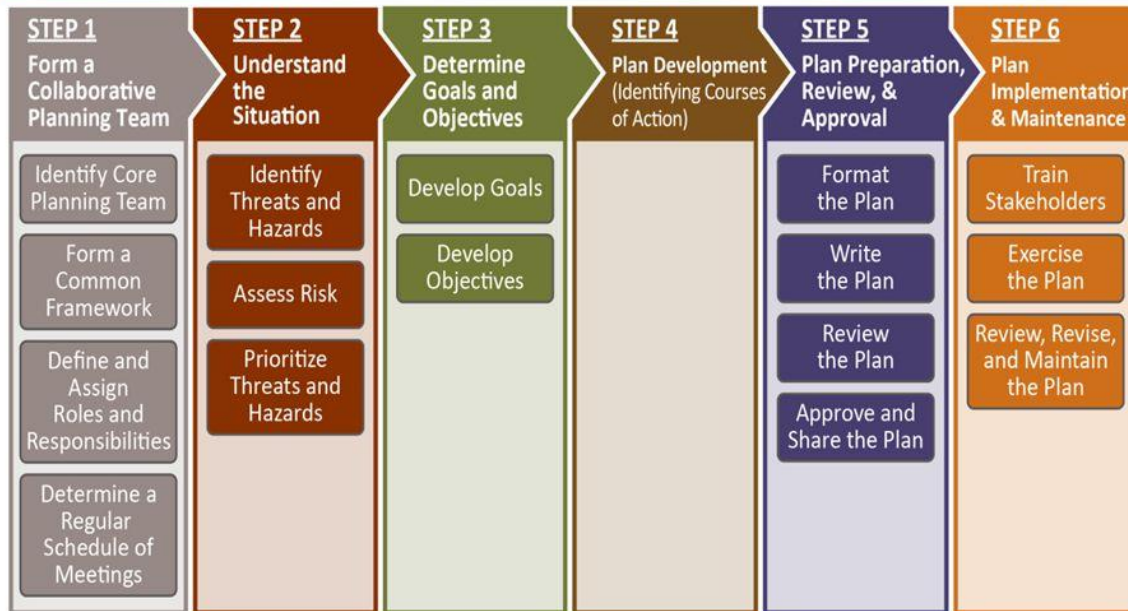 STEP 1
Form a
Collaborative
Planning Team
Identify Core
Planning Team
Form a
Common
Framework
Define and
Assign
Roles and
Responsibilities
Determine a
Regular
Schedule of
Meetings
STEP 2
Understand
the
Situation
Identify
Threats and
Hazards
Assess Risk
Prioritize
Threats and
Hazards
STEP 3
Determine
Goals and
Objectives
Develop Goals
Develop
Objectives
STEP 4
Plan Development
(Identifying Courses
of Action)
STEP 5
Plan Preparation,
Review, &
Approval
Format
the Plan
Write
the Plan
Review
the Plan
Approve and
Share the Plan
STEP 6
Plan
Implementation
& Maintenance
Train
Stakeholders
Exercise
the Plan
Review, Revise,
and Maintain
the Plan